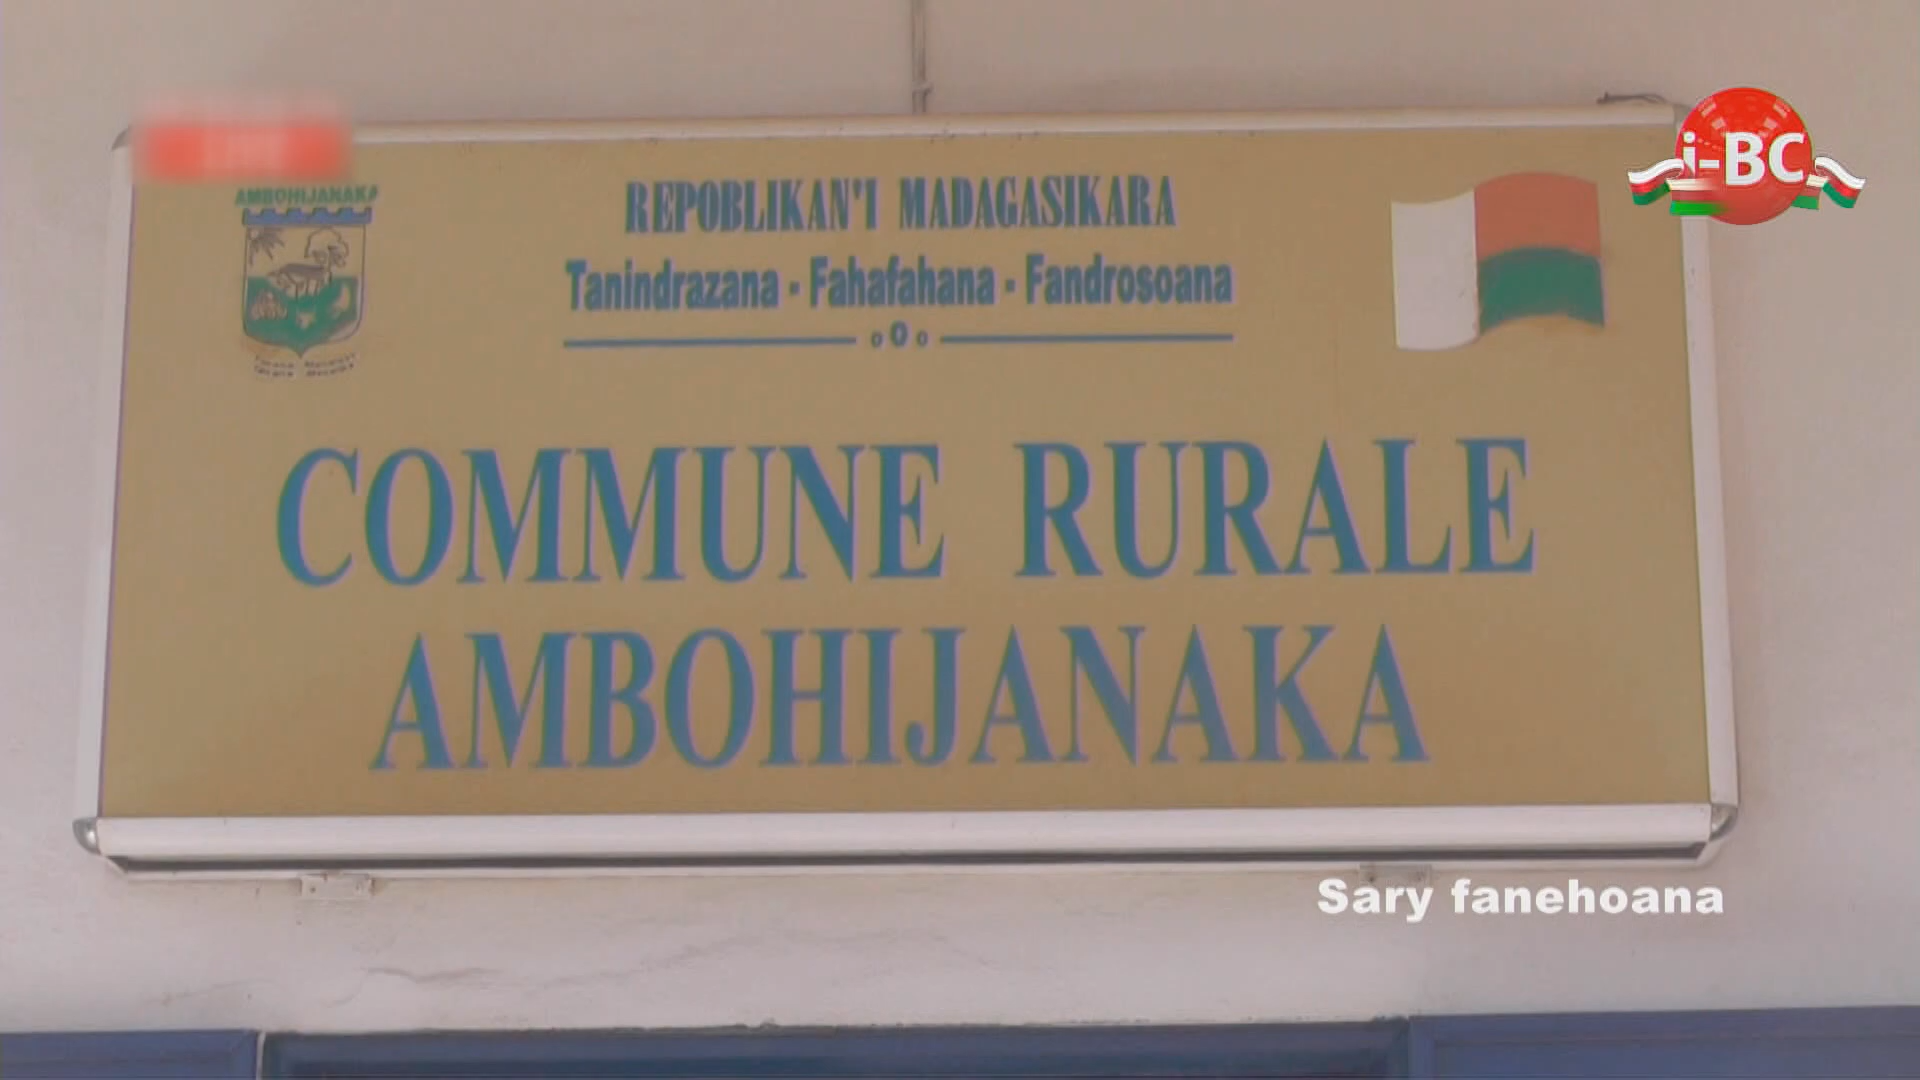 i-BC
AMBOHIJANAKA
REPOBLIKAN'I MADAGASIKARA
Tanindrazana - Fahafahana - Fandrosoana
COMMUNE RURALE
AMBOHIJANAKA
Sary fanehoana